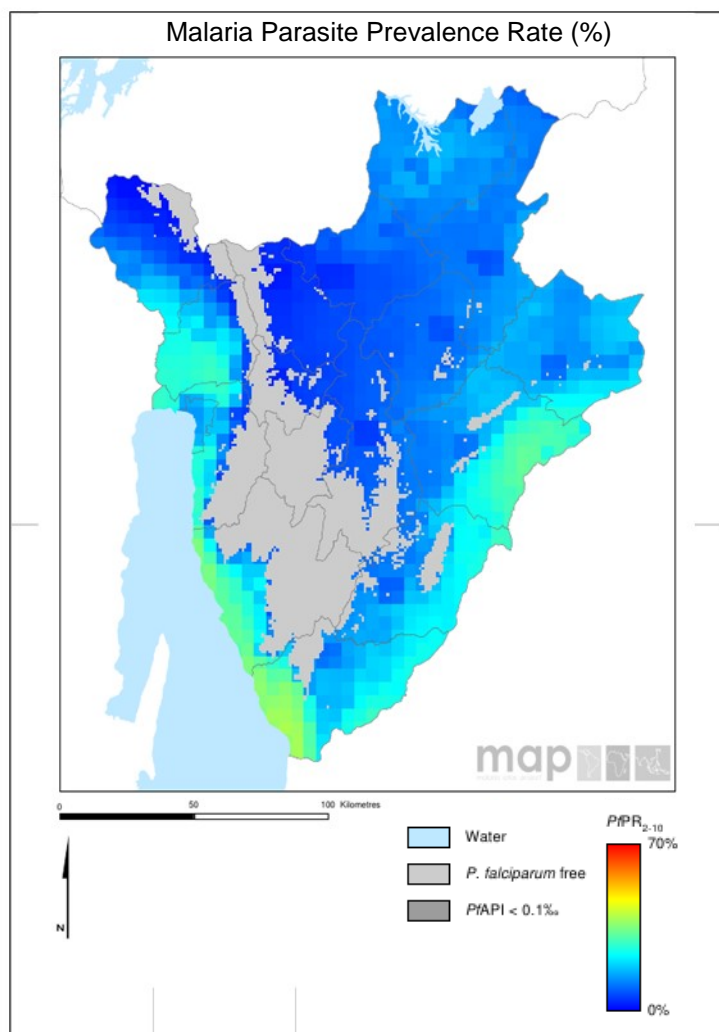 Malaria Parasite Prevalence Rate (%)
map
0 50 100 Kilometres
N
Water
P. falciparum free
PfAPI < 0.1‰
PfPR2-10
70%
0%